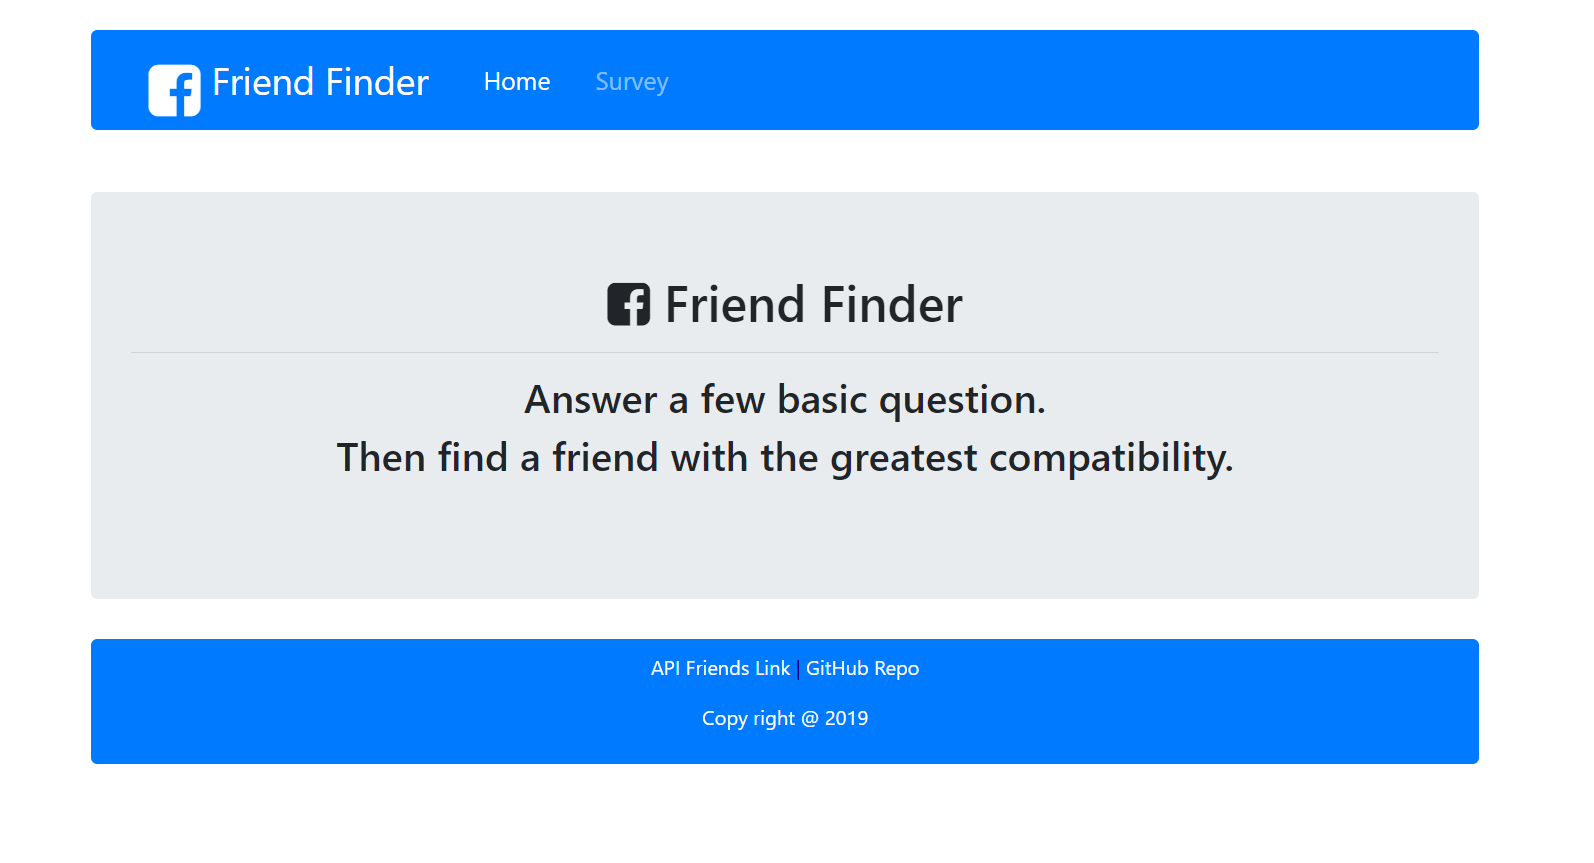 Friend Finder Home Survey
Friend Finder
Answer a few basic question.
Then find a friend with the greatest compatibility.
API Friends Link | GitHub Repo
Copy right @ 2019